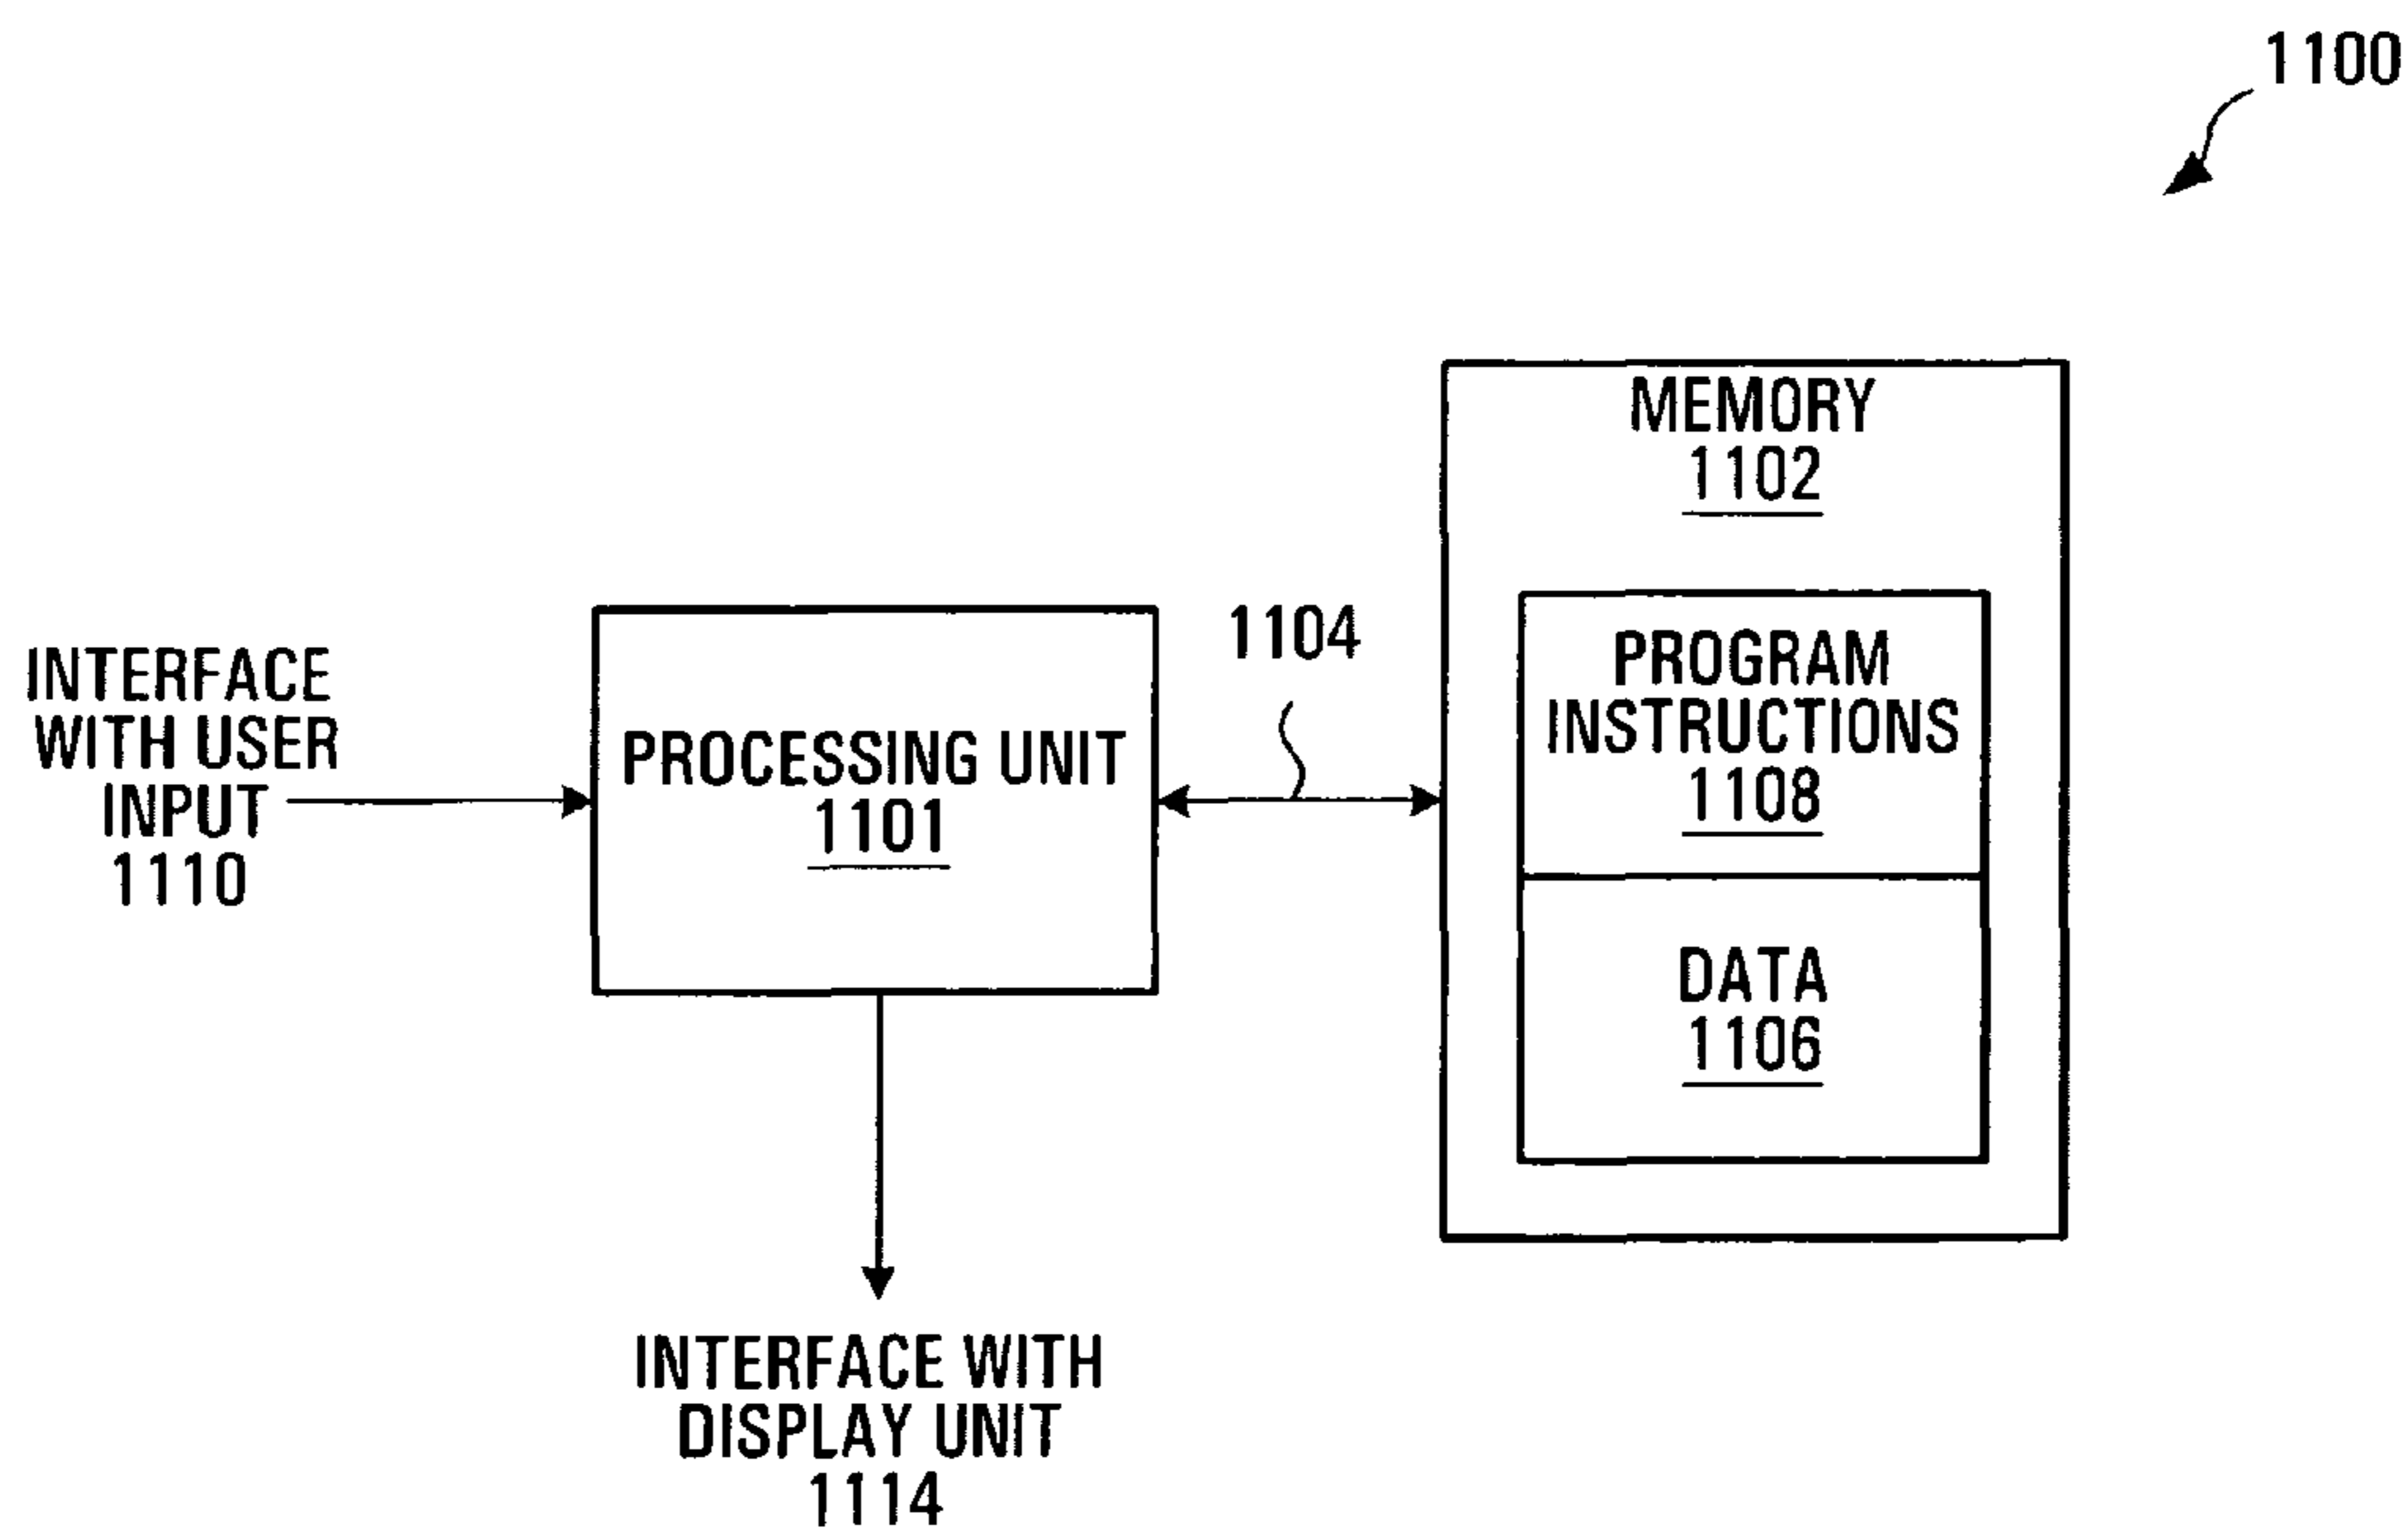 1100
MEMORY
1102
PROGRAM
INSTRUCTIONS
1108
DATA
1106
1104
PROCESSING UNIT
1101
INTERFACE
WITH USER
INPUT
1110
INTERFACE WITH
DISPLAY UNIT
1114